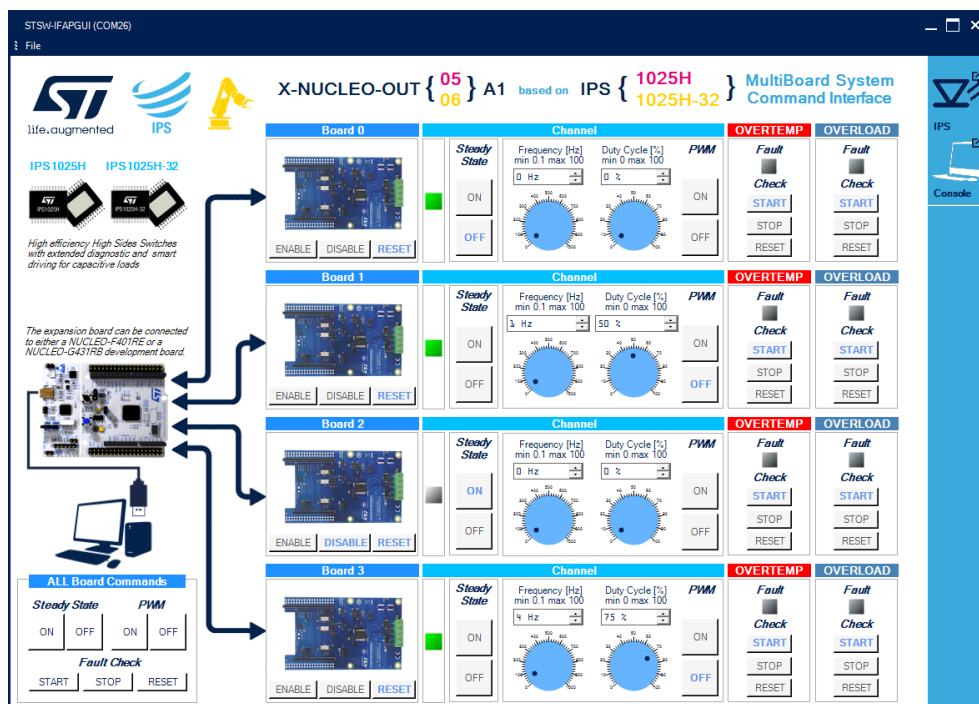 STSW-IFAPGUI (COM26)
File
life.augmented
IPS
X-NUCLEO-OUT { 05 06 } A1 based on IPS { 1025H 1025H-32 } MultiBoard System Command Interface
IPS
Console
IPS1025H IPS1025H-32
IPS1025H IPS1025H-32
High efficiency High Sides Switches
with extended diagnostic and smart
driving for capacitive loads
The expansion board can be connected
to either a NUCLEO-F401RE or a
NUCLEO-G431RB development board.
Board 0 Channel OVERTEMP OVERLOAD
Steady State Frequency [Hz] Duty Cycle [%] PWM Fault Fault
min 0.1 max 100 min 0 max 100
0 Hz 0 %
Check Check
ON ON START START
OFF OFF STOP STOP
ENABLE DISABLE RESET RESET RESET
Board 1 Channel OVERTEMP OVERLOAD
Steady State Frequency [Hz] Duty Cycle [%] PWM Fault Fault
min 0.1 max 100 min 0 max 100
1 Hz 50 %
Check Check
ON ON START START
OFF OFF STOP STOP
ENABLE DISABLE RESET RESET RESET
Board 2 Channel OVERTEMP OVERLOAD
Steady State Frequency [Hz] Duty Cycle [%] PWM Fault Fault
min 0.1 max 100 min 0 max 100
0 Hz 0 %
Check Check
ON ON START START
OFF OFF STOP STOP
ENABLE DISABLE RESET RESET RESET
Board 3 Channel OVERTEMP OVERLOAD
Steady State Frequency [Hz] Duty Cycle [%] PWM Fault Fault
min 0.1 max 100 min 0 max 100
4 Hz 75 %
Check Check
ON ON START START
OFF OFF STOP STOP
ENABLE DISABLE RESET RESET RESET
ALL Board Commands
Steady State PWM
ON OFF ON OFF
Fault Check
START STOP RESET